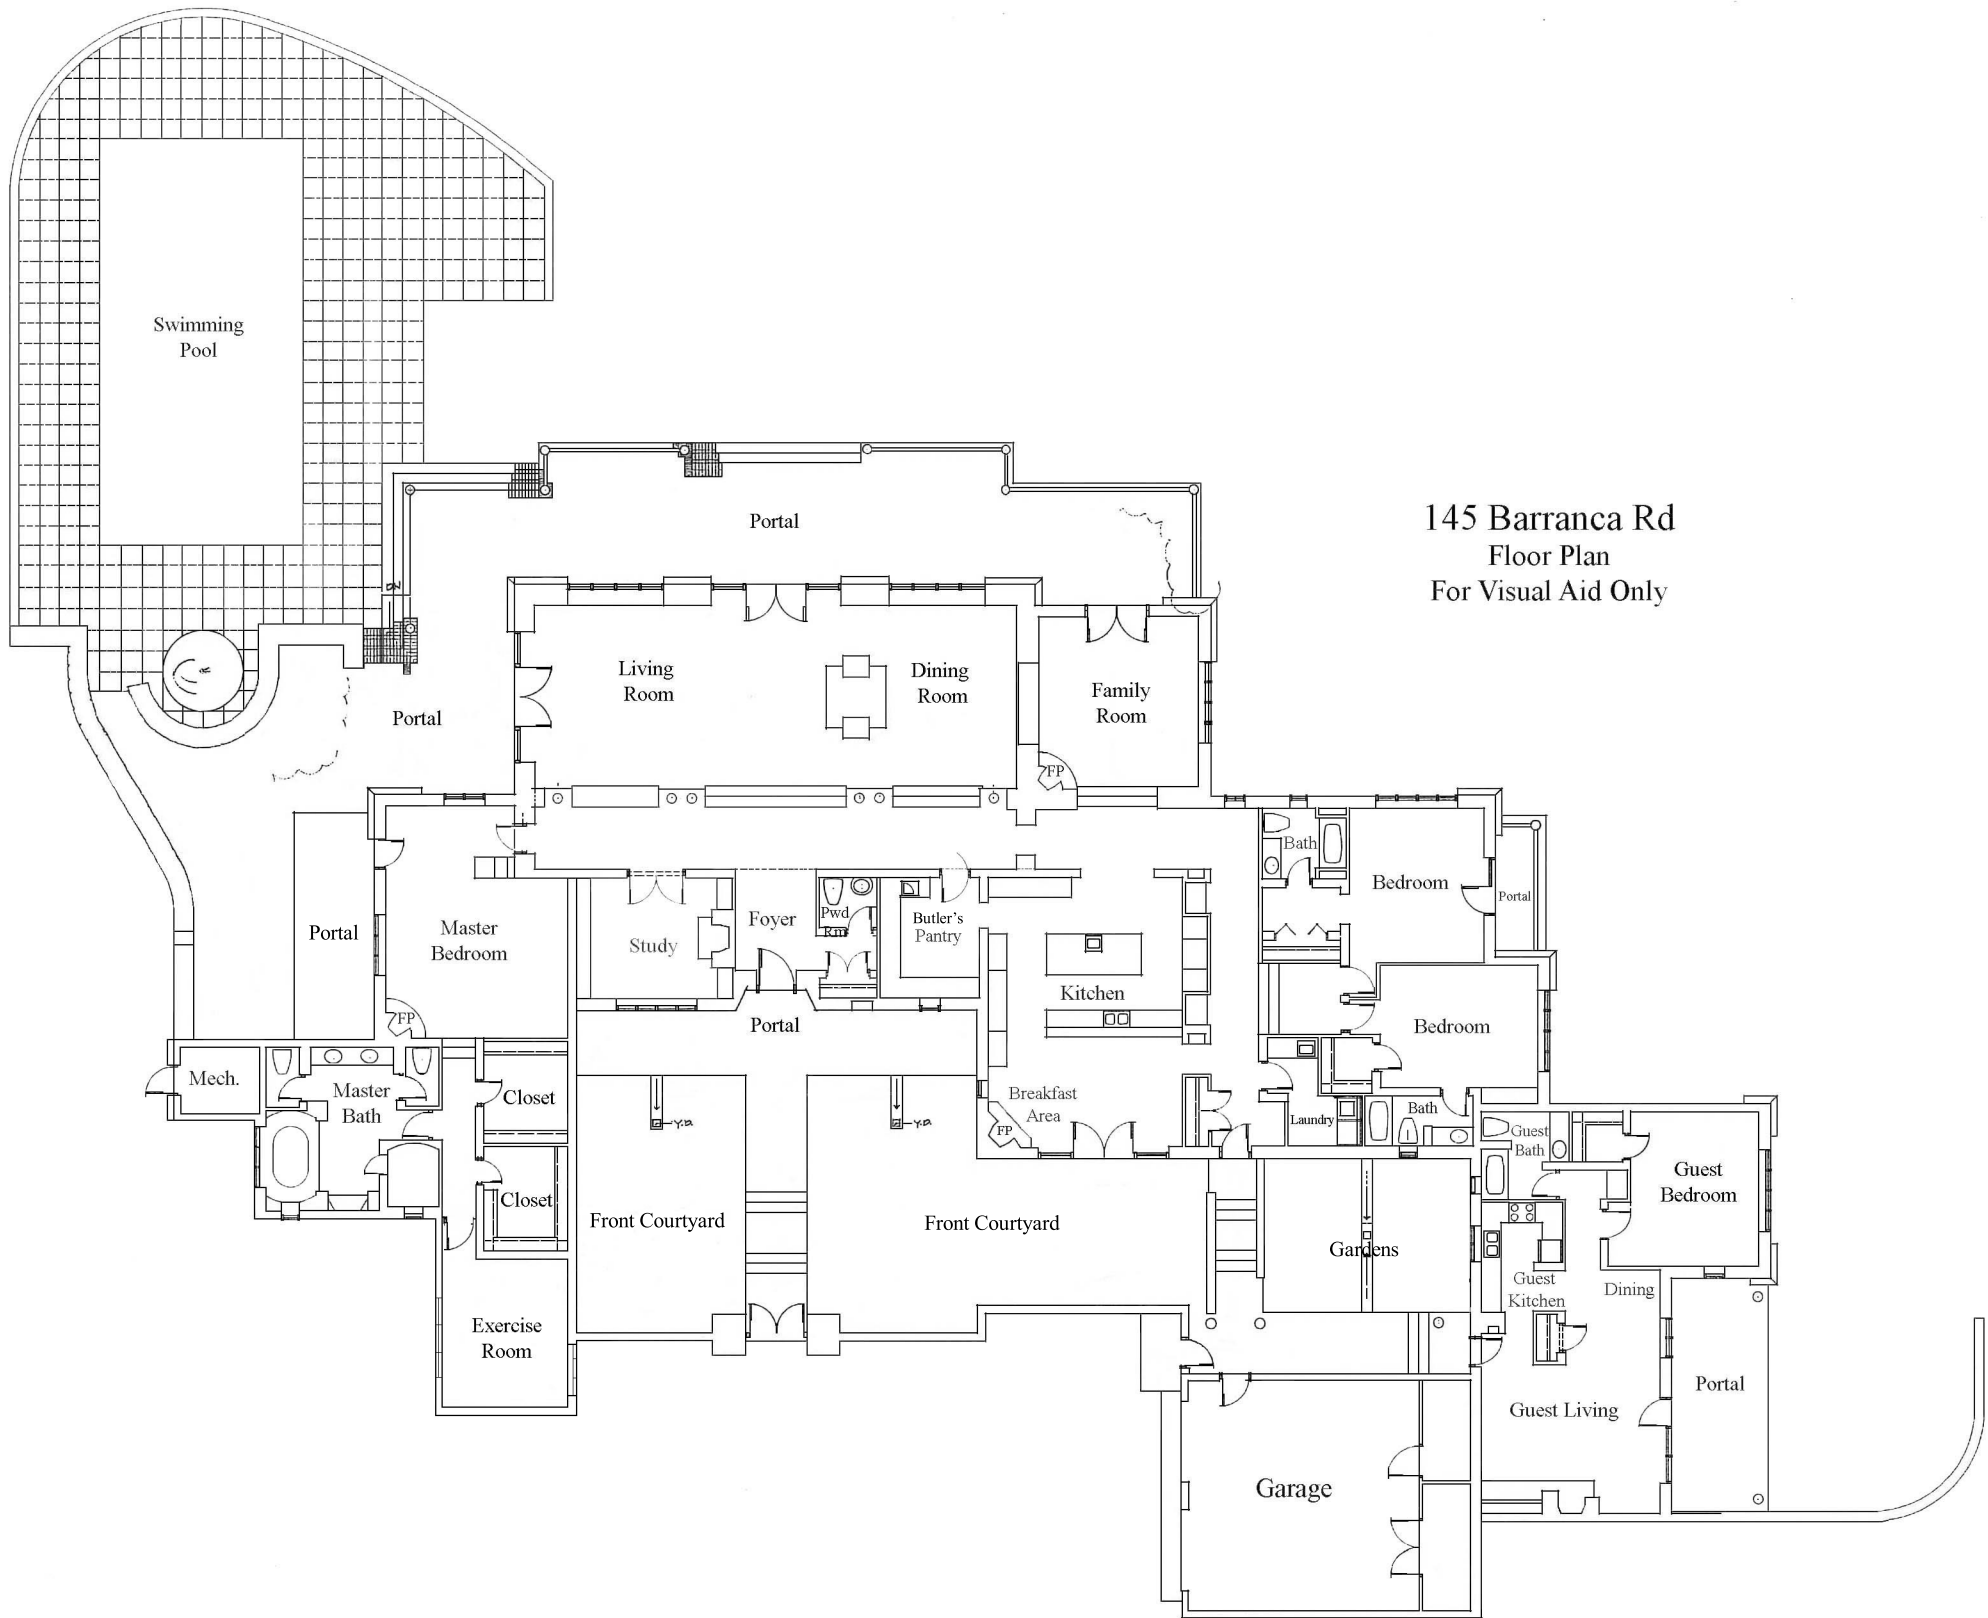 Swimming
Pool
Portal
145 Barranca Rd
Floor Plan
For Visual Aid Only
Living
Room
Dining
Room
Family
Room
Portal
FP
Bath
Bedroom
Portal
Portal
Master
Bedroom
Study
Foyer
Pwd
Rm
Butler's
Pantry
Kitchen
FP
Portal
Bedroom
Mech.
Master
Bath
Closet
Breakfast
Area
FP
Laundry
Bath
Guest
Bath
Guest
Bedroom
Closet
Front Courtyard
Front Courtyard
Gardens
Guest
Kitchen
Dining
Exercise
Room
Portal
Guest Living
Garage